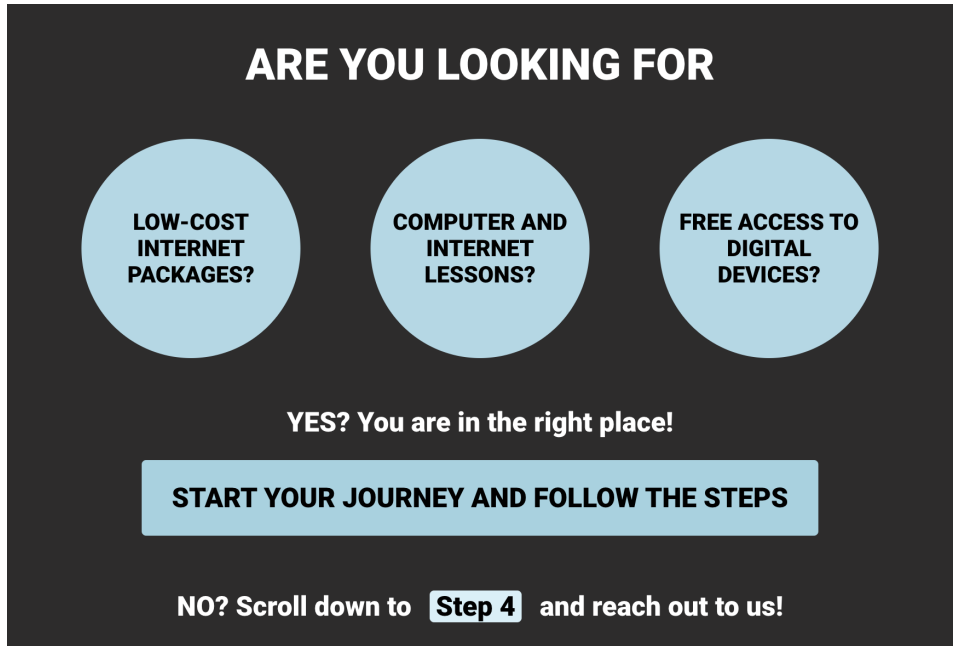 ARE YOU LOOKING FOR
LOW-COST
INTERNET
PACKAGES?
COMPUTER AND
INTERNET
LESSONS?
FREE ACCESS TO
DIGITAL
DEVICES?
YES? You are in the right place!
START YOUR JOURNEY AND FOLLOW THE STEPS
NO? Scroll down to Step 4 and reach out to us!